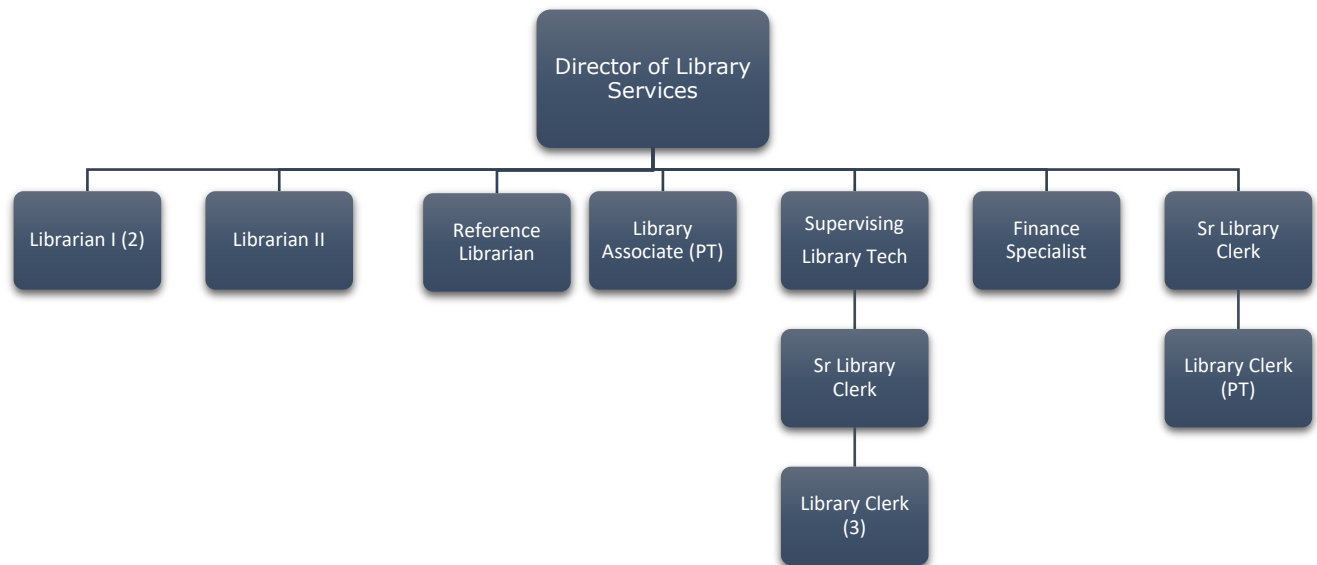 Director of Library
Services
Librarian I (2)
Librarian II
Reference
Librarian
Library
Associate (PT)
Supervising
Library Tech
Finance
Specialist
Sr Library
Clerk
Sr Library
Clerk
Library Clerk
(PT)
Library Clerk
(3)